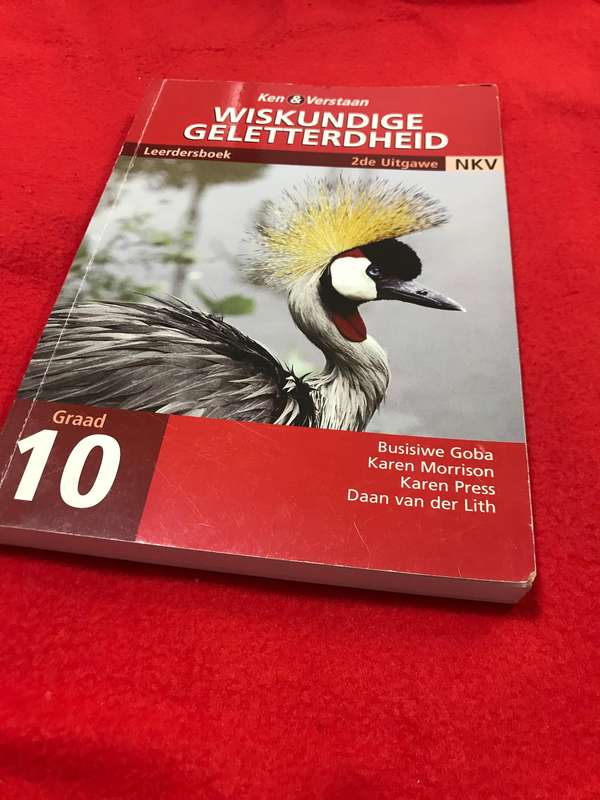 Ken & Verstaan
WISKUNDIGE
GELETTERDHEID
Leerdersboek 2de Uitgawe NKV
Graad
10
Busisiwe Goba
Karen Morrison
Karen Press
Daan van der Lith